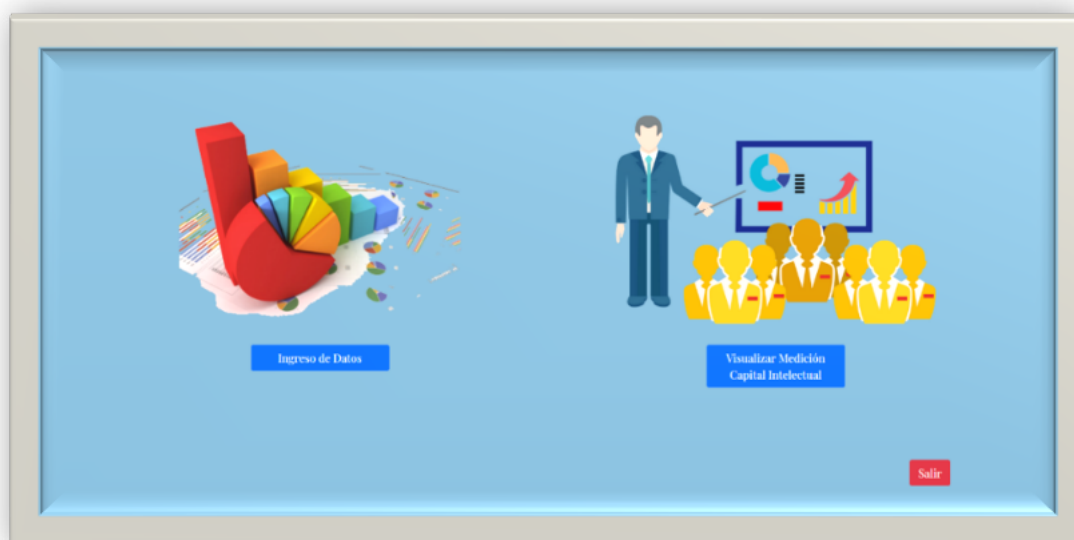 Ingreso de Datos
Visualizar Medición
Capital Intelectual
Salir